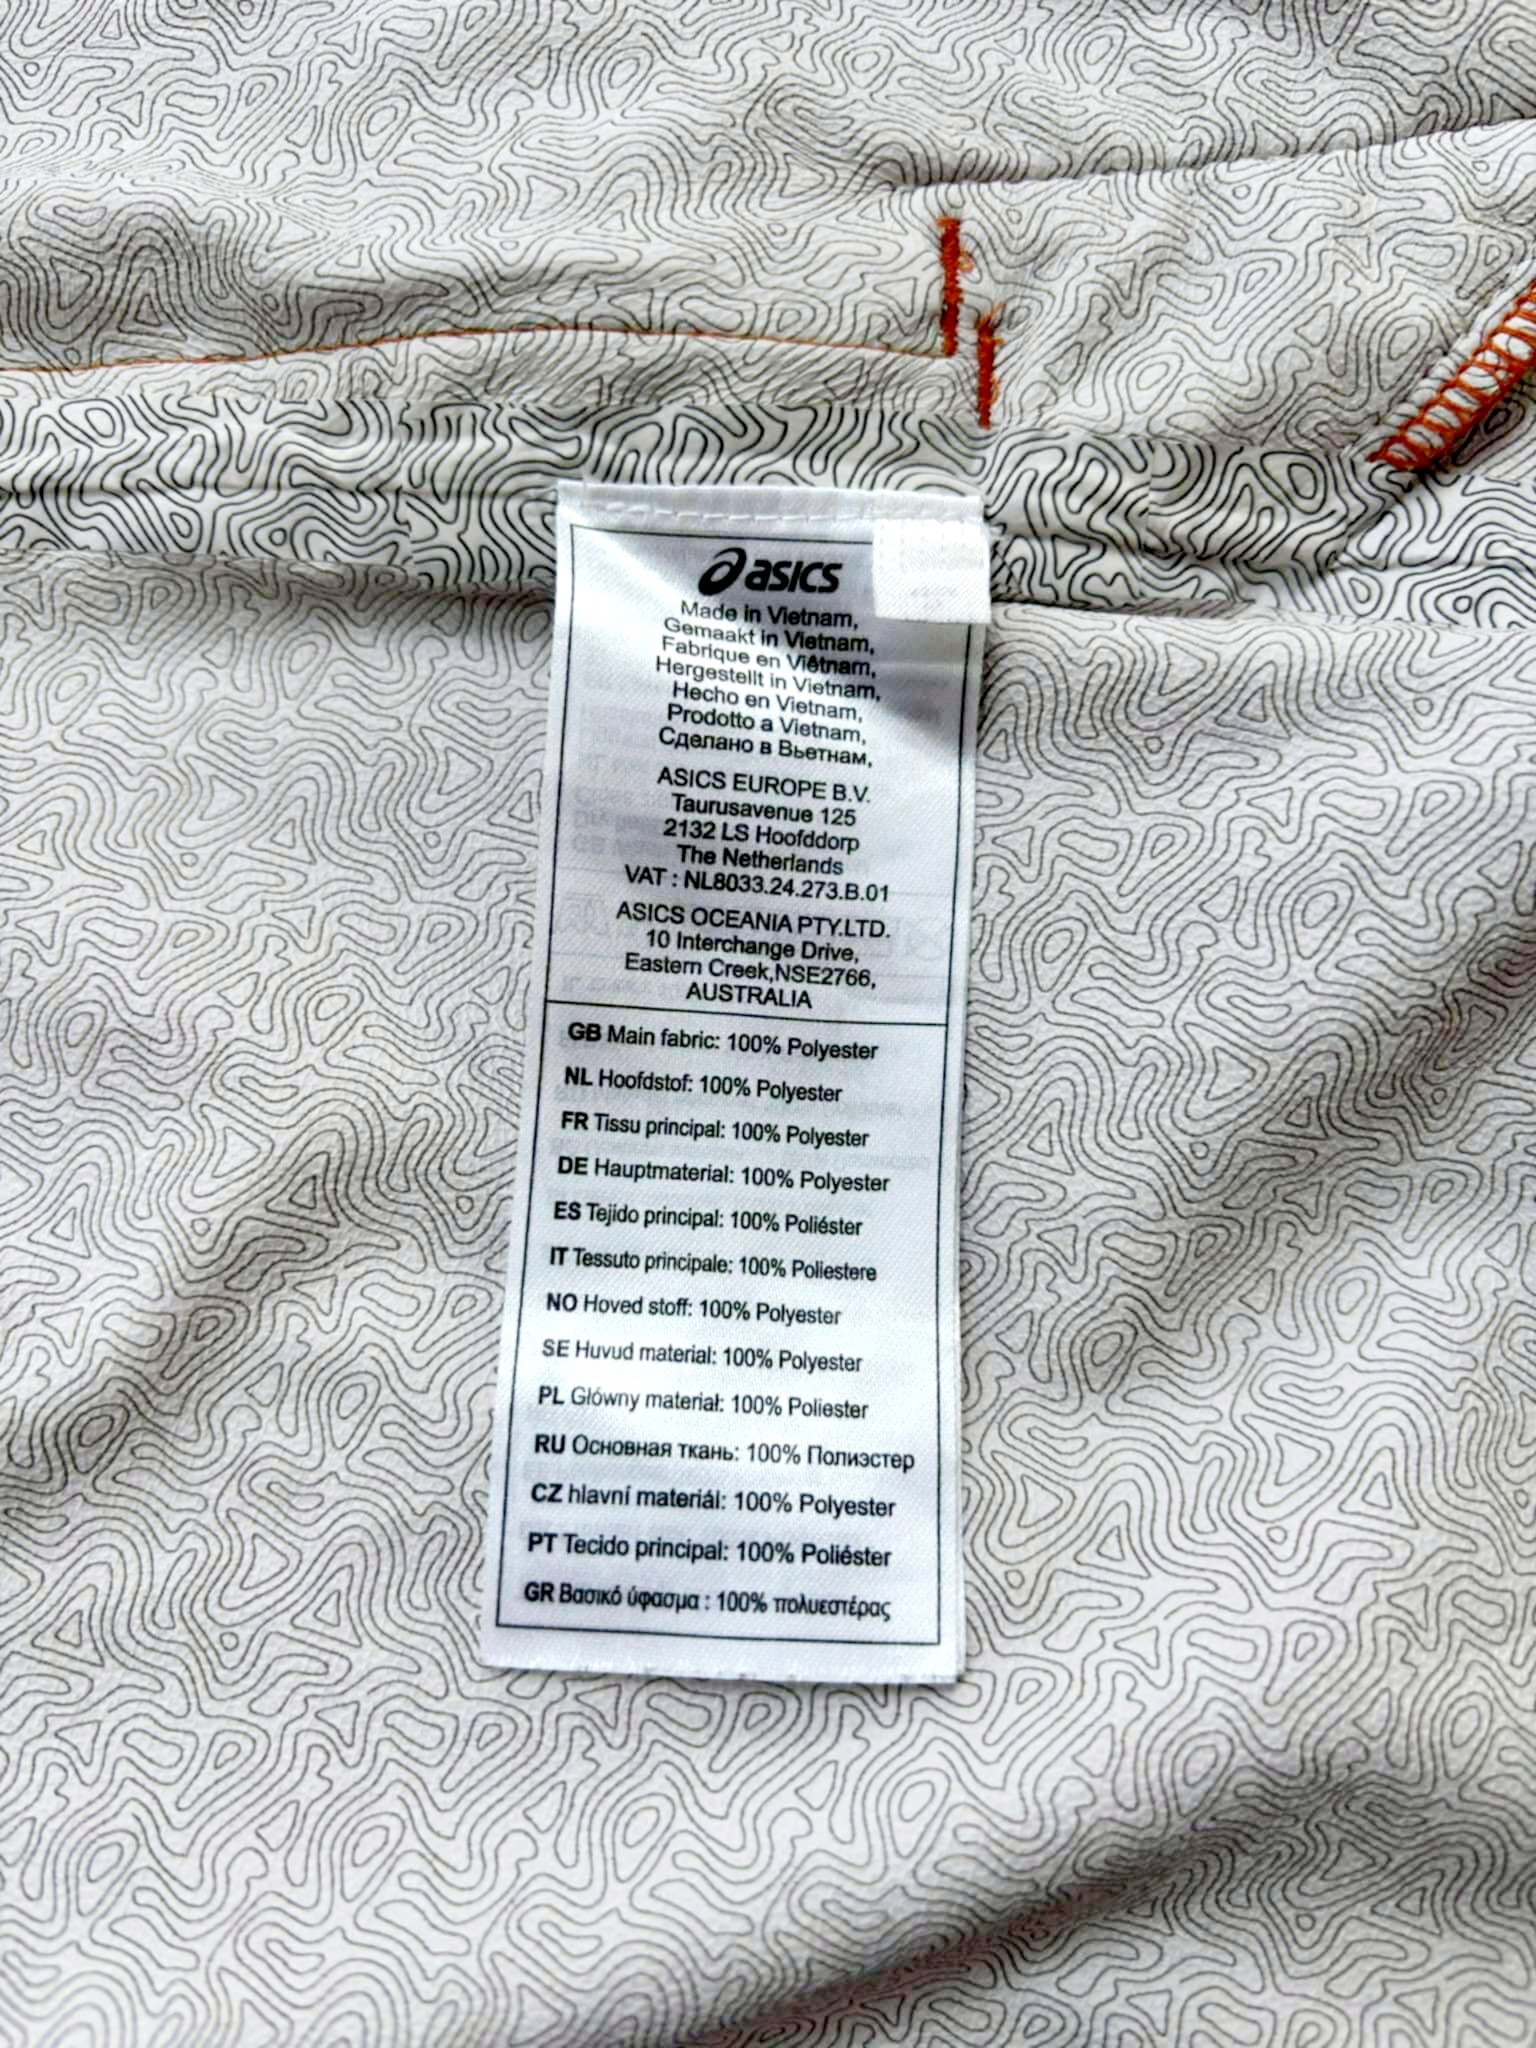 asics
Made in Vietnam,
Gemaakt in Vietnam,
Fabrique en Viêtnam,
Hergestellt in Vietnam,
Hecho en Vietnam,
Prodotto a Vietnam,
Сделано в Вьетнам,
ASICS EUROPE B.V.
Taurusavenue 125
2132 LS Hoofddorp
The Netherlands
VAT : NL8033.24.273.B.01
ASICS OCEANIA PTY.LTD.
10 Interchange Drive,
Eastern Creek,NSE2766,
AUSTRALIA
GB Main fabric: 100% Polyester
NL Hoofdstof: 100% Polyester
FR Tissu principal: 100% Polyester
DE Hauptmaterial: 100% Polyester
ES Tejido principal: 100% Poliéster
IT Tessuto principale: 100% Poliestere
NO Hoved stoff: 100% Polyester
SE Huvud material: 100% Polyester
PL Główny materiał: 100% Poliester
RU Основная ткань: 100% Полиэстер
CZ hlavní materiál: 100% Polyester
PT Tecido principal: 100% Poliéster
GR Βασικό ύφασμα : 100% πολυεστέρας